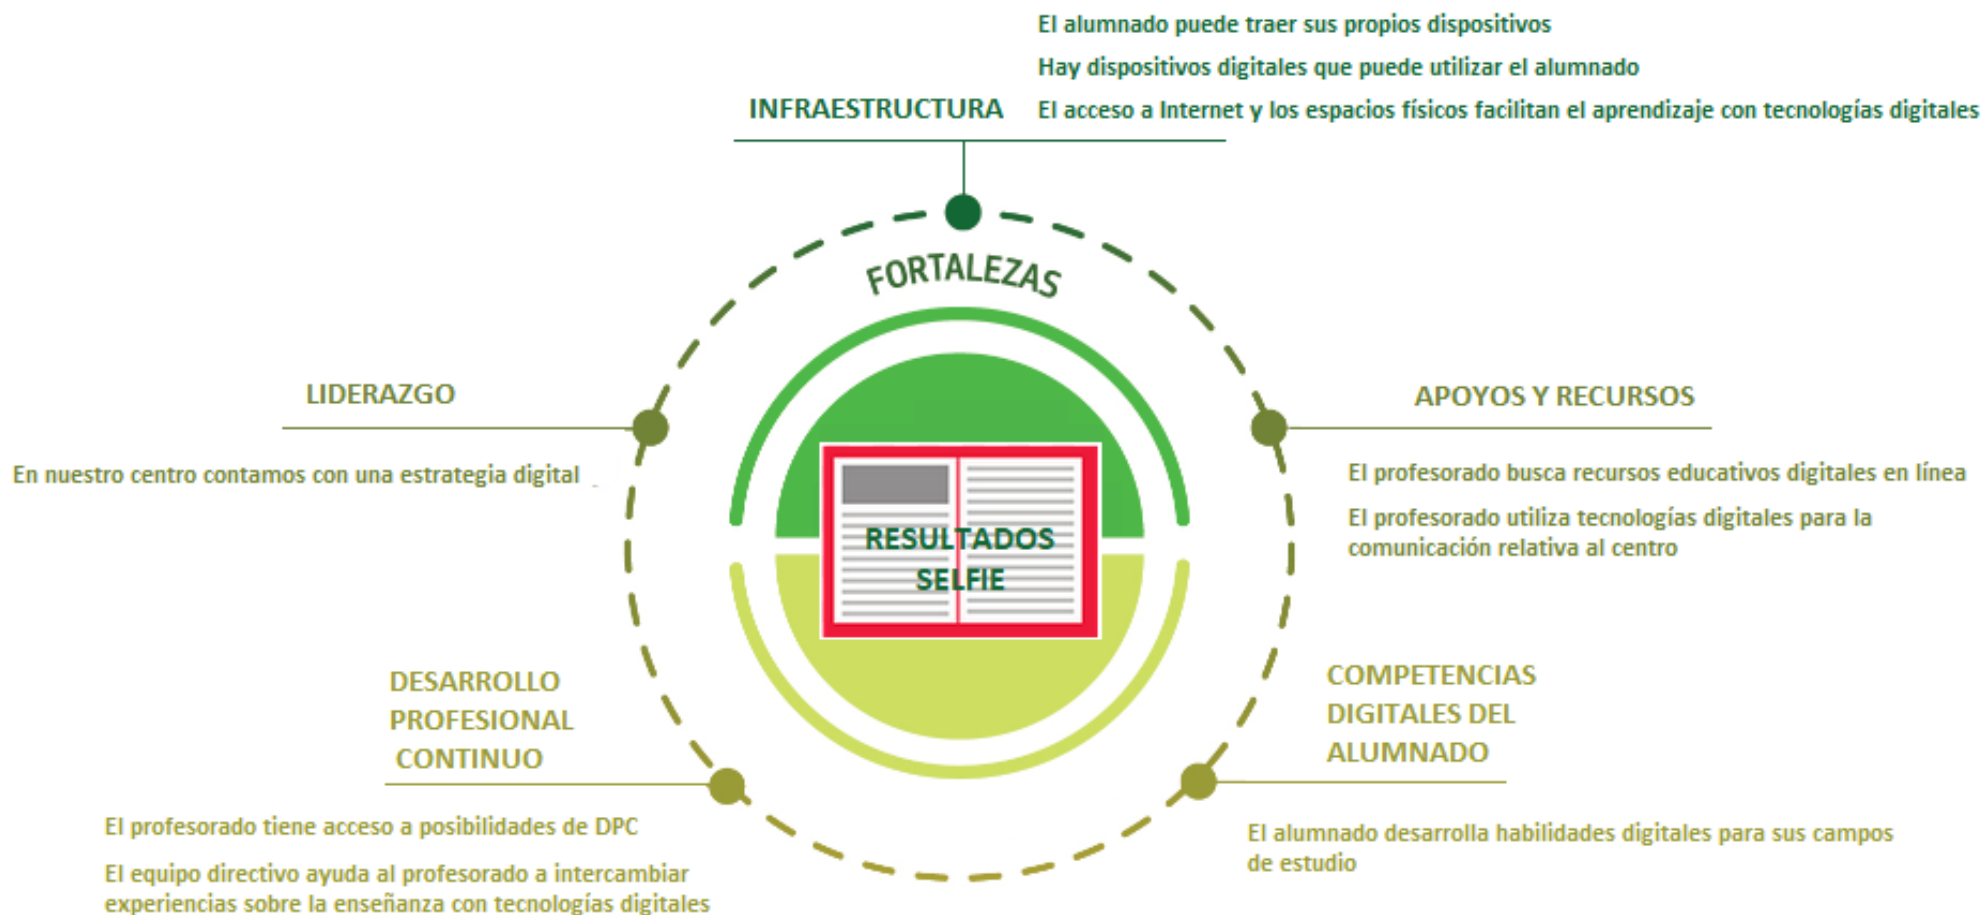 El alumnado puede traer sus propios dispositivos
Hay dispositivos digitales que puede utilizar el alumnado
INFRAESTRUCTURA
El acceso a Internet y los espacios físicos facilitan el aprendizaje con tecnologías digitales
FORTALEZAS
LIDERAZGO
En nuestro centro contamos con una estrategia digital
APOYOS Y RECURSOS
El profesorado busca recursos educativos digitales en línea
El profesorado utiliza tecnologías digitales para la
comunicación relativa al centro
RESULTADOS
SELFIE
DESARROLLO
PROFESIONAL
CONTINUO
El profesorado tiene acceso a posibilidades de DPC
El equipo directivo ayuda al profesorado a intercambiar
experiencias sobre la enseñanza con tecnologías digitales
COMPETENCIAS
DIGITALES DEL
ALUMNADO
El alumnado desarrolla habilidades digitales para sus campos
de estudio